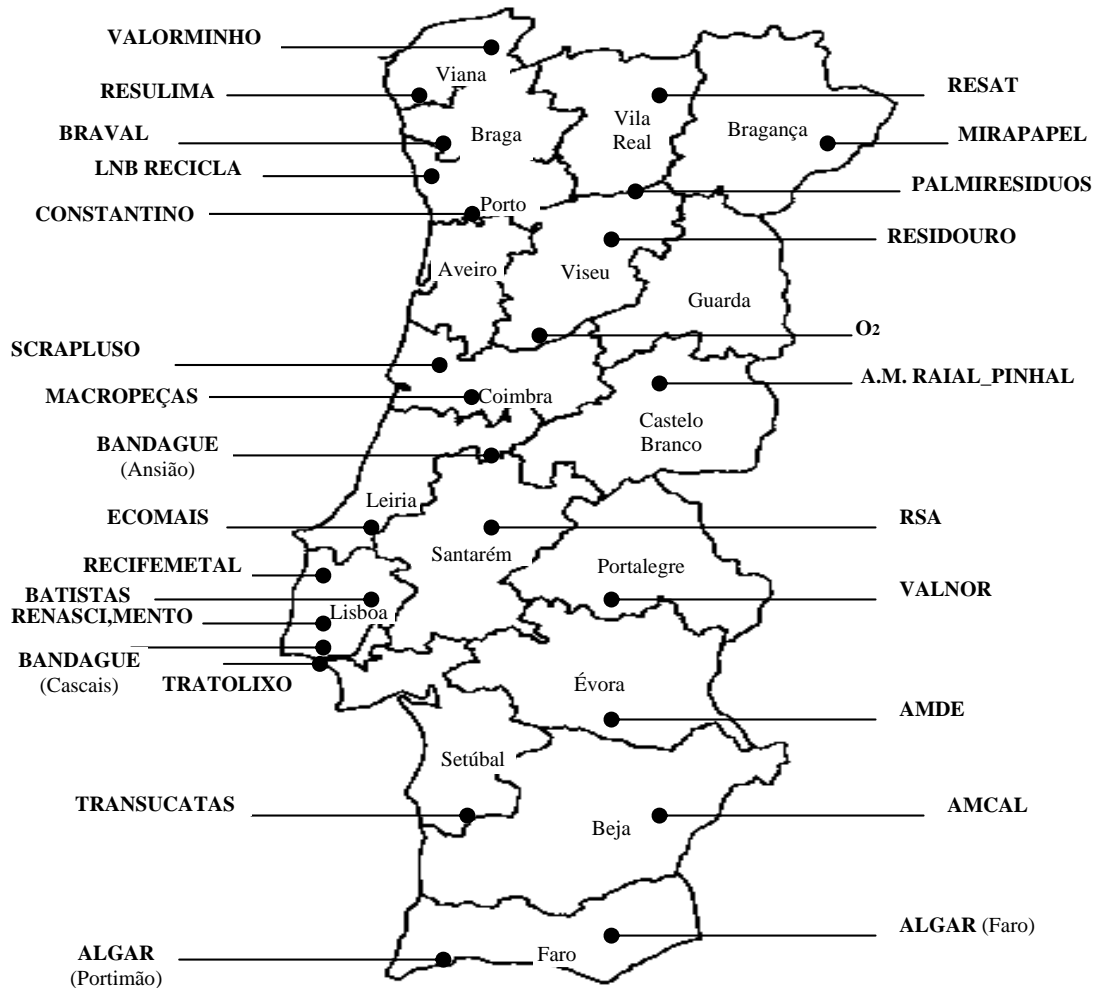 VALORMINHO
Viana
RESULIMA
RESAT
Vila
Real
Bragança
BRAVAL
Braga
MIRAPAPEL
LNB RECICLA
PALMIRESIDUOS
CONSTANTINO
Porto
RESIDOURO
Aveiro
Viseu
Guarda
O2
SCRAPLUSO
A.M. RAIAL_PINHAL
MACROPEÇAS
Coimbra
Castelo
Branco
BANDAGUE
(Ansião)
Leiria
ECOMAIS
RSA
Santarém
RECIFEMETAL
Portalegre
BATISTAS
VALNOR
RENASCI,MENTO
Lisboa
BANDAGUE
(Cascais)
TRATOLIXO
Évora
AMDE
Setúbal
TRANSUCATAS
AMCAL
Beja
ALGAR (Faro)
ALGAR
(Portimão)
Faro